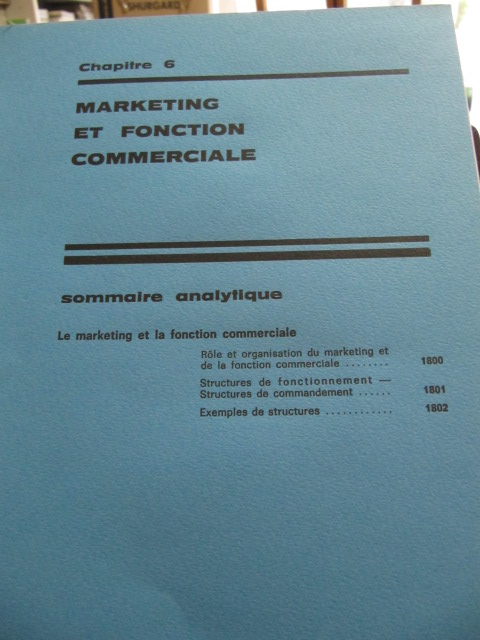 SHURGARD
Chapitre 6
MARKETING
ET FONCTION
COMMERCIALE
sommaire analytique
Le marketing et la fonction commerciale
Rôle et organisation du marketing et
de la fonction commerciale ........ 1800
Structures de fonctionnement —
Structures de commandement ...... 1801
Exemples de structures ............ 1802